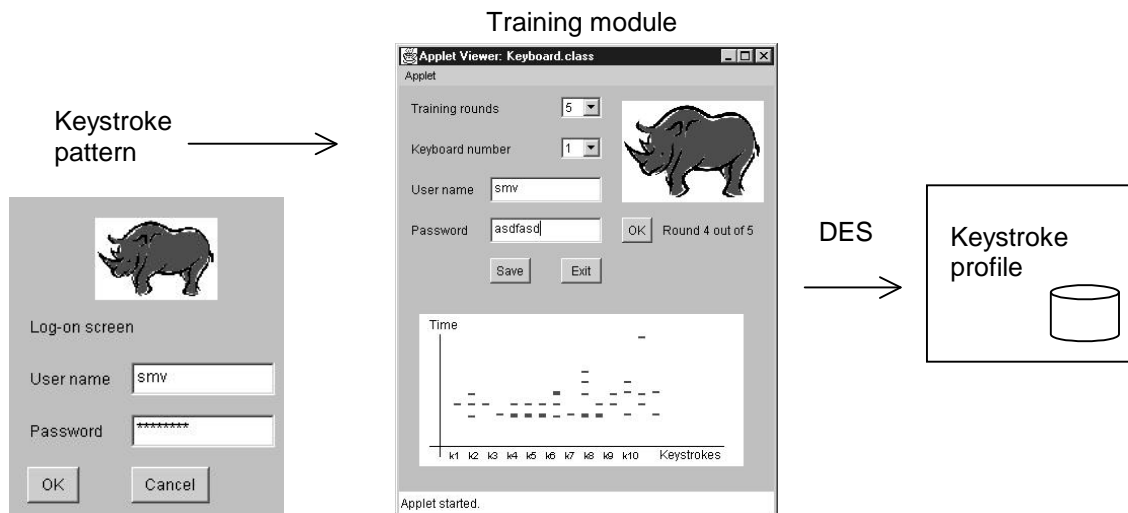 Training module
Keystroke
pattern
Log-on screen
User name smv
Password ********
OK Cancel
Applet Viewer: Keyboard.class
Applet
Training rounds 5
Keyboard number 1
User name smv
Password asdfasd OK Round 4 out of 5
Save Exit
Time
k1 k2 k3 k4 k5 k6 k7 k8 k9 k10 Keystrokes
Applet started.
DES
Keystroke
profile